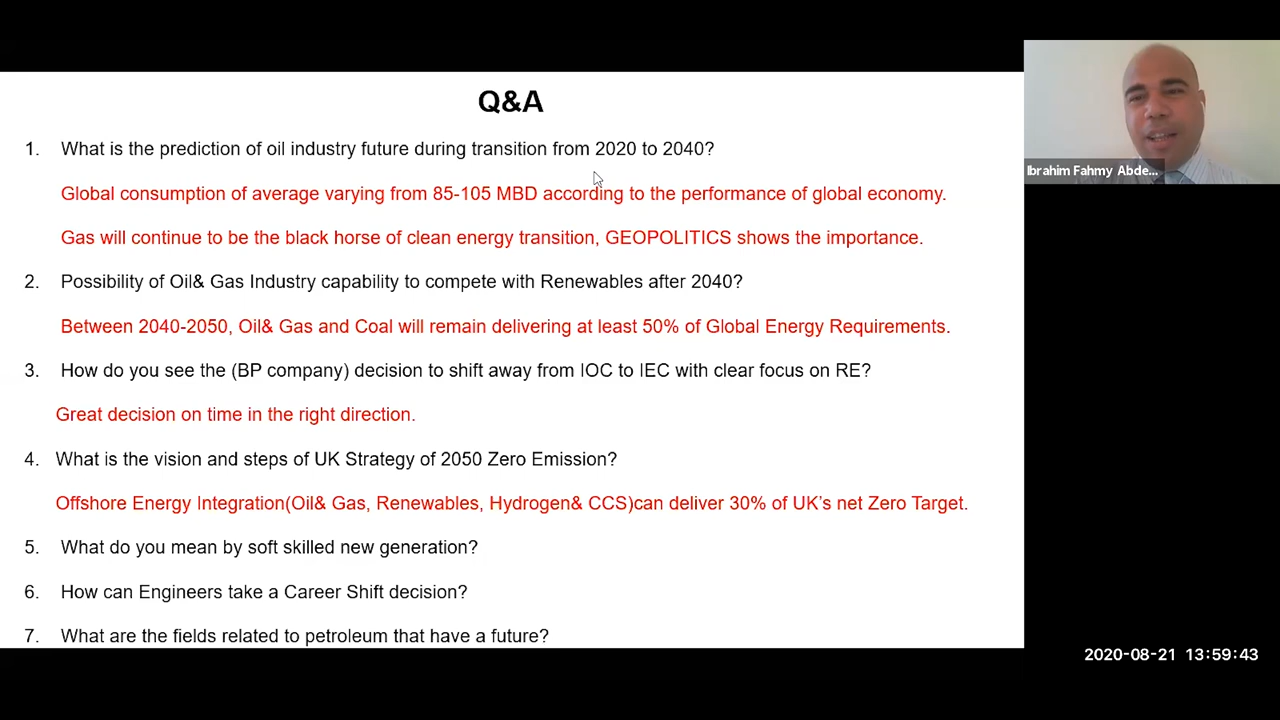 Q&A
1. What is the prediction of oil industry future during transition from 2020 to 2040?
Global consumption of average varying from 85-105 MBD according to the performance of global economy.
Gas will continue to be the black horse of clean energy transition, GEOPOLITICS shows the importance.
2. Possibility of Oil& Gas Industry capability to compete with Renewables after 2040?
Between 2040-2050, Oil& Gas and Coal will remain delivering at least 50% of Global Energy Requirements.
3. How do you see the (BP company) decision to shift away from IOC to IEC with clear focus on RE?
Great decision on time in the right direction.
4. What is the vision and steps of UK Strategy of 2050 Zero Emission?
Offshore Energy Integration(Oil& Gas, Renewables, Hydrogen& CCS)can deliver 30% of UK's net Zero Target.
5. What do you mean by soft skilled new generation?
6. How can Engineers take a Career Shift decision?
7. What are the fields related to petroleum that have a future?
Ibrahim Fahmy Abde...
2020-08-21 13:59:43